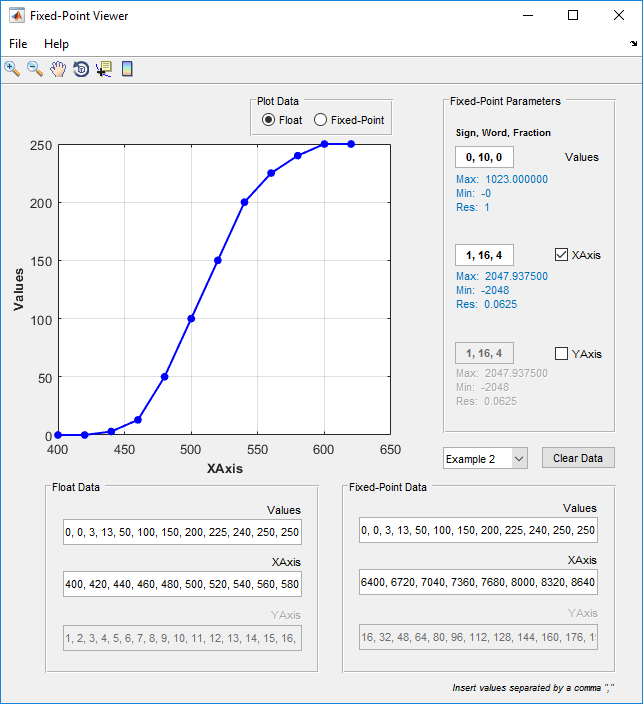 Fixed-Point Viewer
File Help
Plot Data
Float Fixed-Point
250
200
150
100
50
0
400 450 500 550 600 650
Values
XAxis
Fixed-Point Parameters
Sign, Word, Fraction
0, 10, 0 Values
Max: 1023.000000
Min: -0
Res: 1
1, 16, 4 XAxis
Max: 2047.937500
Min: -2048
Res: 0.0625
1, 16, 4 YAxis
Max: 2047.937500
Min: -2048
Res: 0.0625
Example 2 Clear Data
Float Data
Values
0, 0, 3, 13, 50, 100, 150, 200, 225, 240, 250, 250
XAxis
400, 420, 440, 460, 480, 500, 520, 540, 560, 580
YAxis
1, 2, 3, 4, 5, 6, 7, 8, 9, 10, 11, 12, 13, 14, 15, 16,
Fixed-Point Data
Values
0, 0, 3, 13, 50, 100, 150, 200, 225, 240, 250, 250
XAxis
6400, 6720, 7040, 7360, 7680, 8000, 8320, 8640
YAxis
16, 32, 48, 64, 80, 96, 112, 128, 144, 160, 176,
Insert values separated by a comma ","